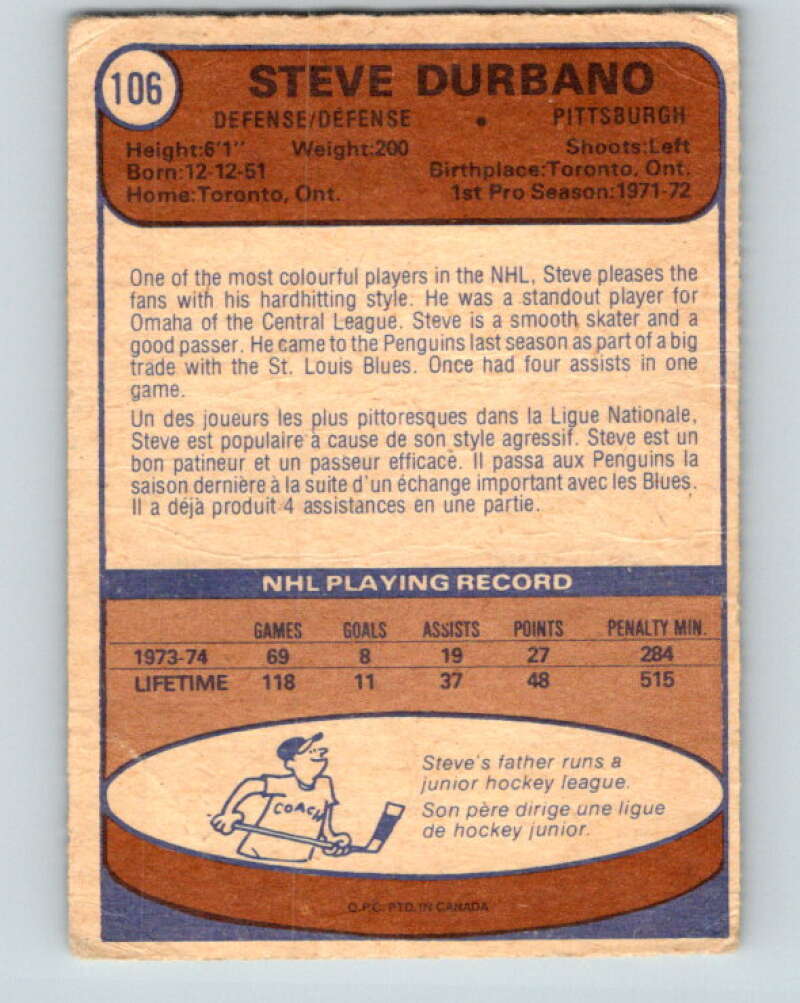 106
STEVE DURBANO
DEFENSE/DÉFENSE • PITTSBURGH
Height:6'1" Weight:200 Shoots:Left
Born:12-12-51 Birthplace:Toronto, Ont.
Home:Toronto, Ont. 1st Pro Season:1971-72
One of the most colourful players in the NHL, Steve pleases the
fans with his hardhitting style. He was a standout player for
Omaha of the Central League. Steve is a smooth skater and a
good passer. He came to the Penguins last season as part of a big
trade with the St. Louis Blues. Once had four assists in one
game.
Un des joueurs les plus pittoresques dans la Ligue Nationale,
Steve est populaire à cause de son style agressif. Steve est un
bon patineur et un passeur efficace. Il passa aux Penguins la
saison dernière à la suite d'un échange important avec les Blues.
Il a déjà produit 4 assistances en une partie.
NHL PLAYING RECORD
GAMES GOALS ASSISTS POINTS PENALTY MIN.
1973-74 69 8 19 27 284
LIFETIME 118 11 37 48 515
Steve's father runs a
junior hockey league.
Son père dirige une ligue
de hockey junior.
COACH
O.P.C. PTD. IN CANADA